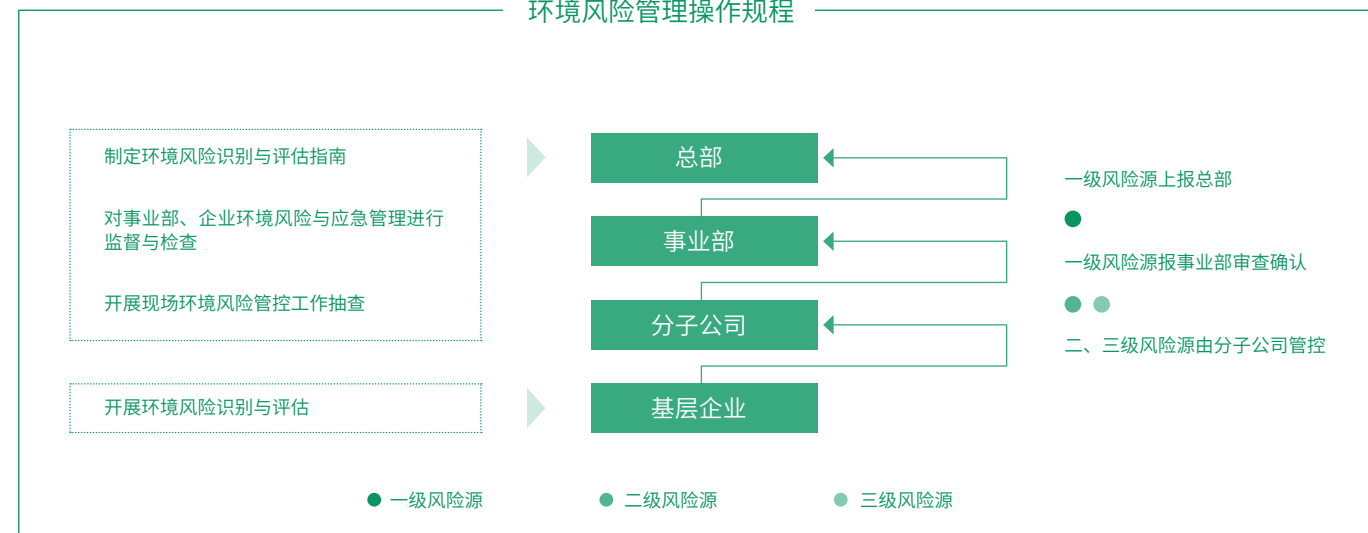 环境风险管理操作规程
制定环境风险识别与评估指南
对事业部、企业环境风险与应急管理进行
监督与检查
开展现场环境风险管控工作抽查
开展环境风险识别与评估
总部
事业部
分子公司
基层企业
一级风险源上报总部
一级风险源报事业部审查确认
二、三级风险源由分子公司管控
一级风险源
二级风险源
三级风险源